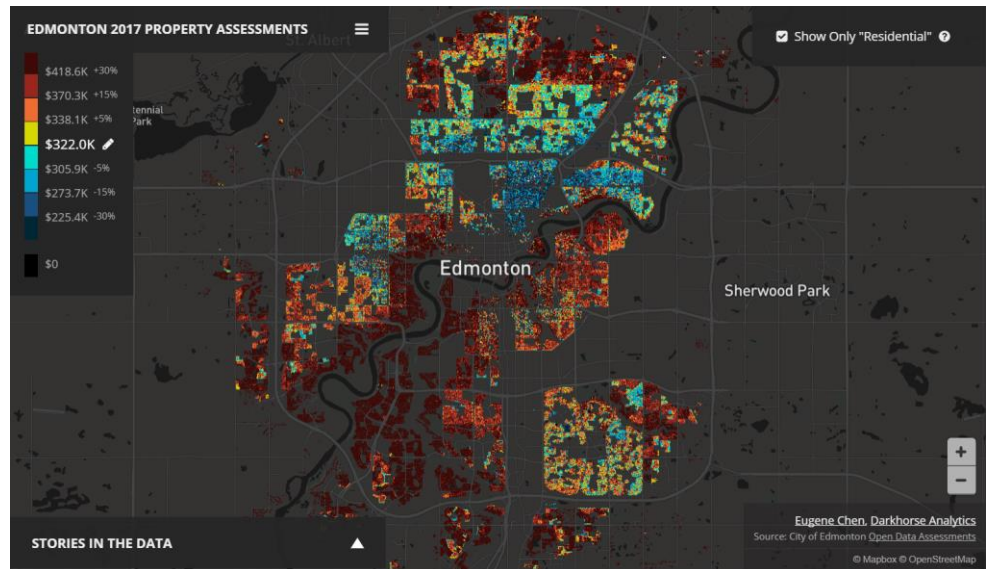 EDMONTON 2017 PROPERTY ASSESSMENTS
St. Albert
Show Only "Residential" ?
$418.6K +30%
$370.3K +15%
$338.1K +5%
$322.0K
$305.9K -5%
$273.7K -15%
$225.4K -30%
$0
tennial
Park
Edmonton
Sherwood Park
+
−
STORIES IN THE DATA
Eugene Chen, Darkhorse Analytics
Source: City of Edmonton Open Data Assessments
© Mapbox © OpenStreetMap